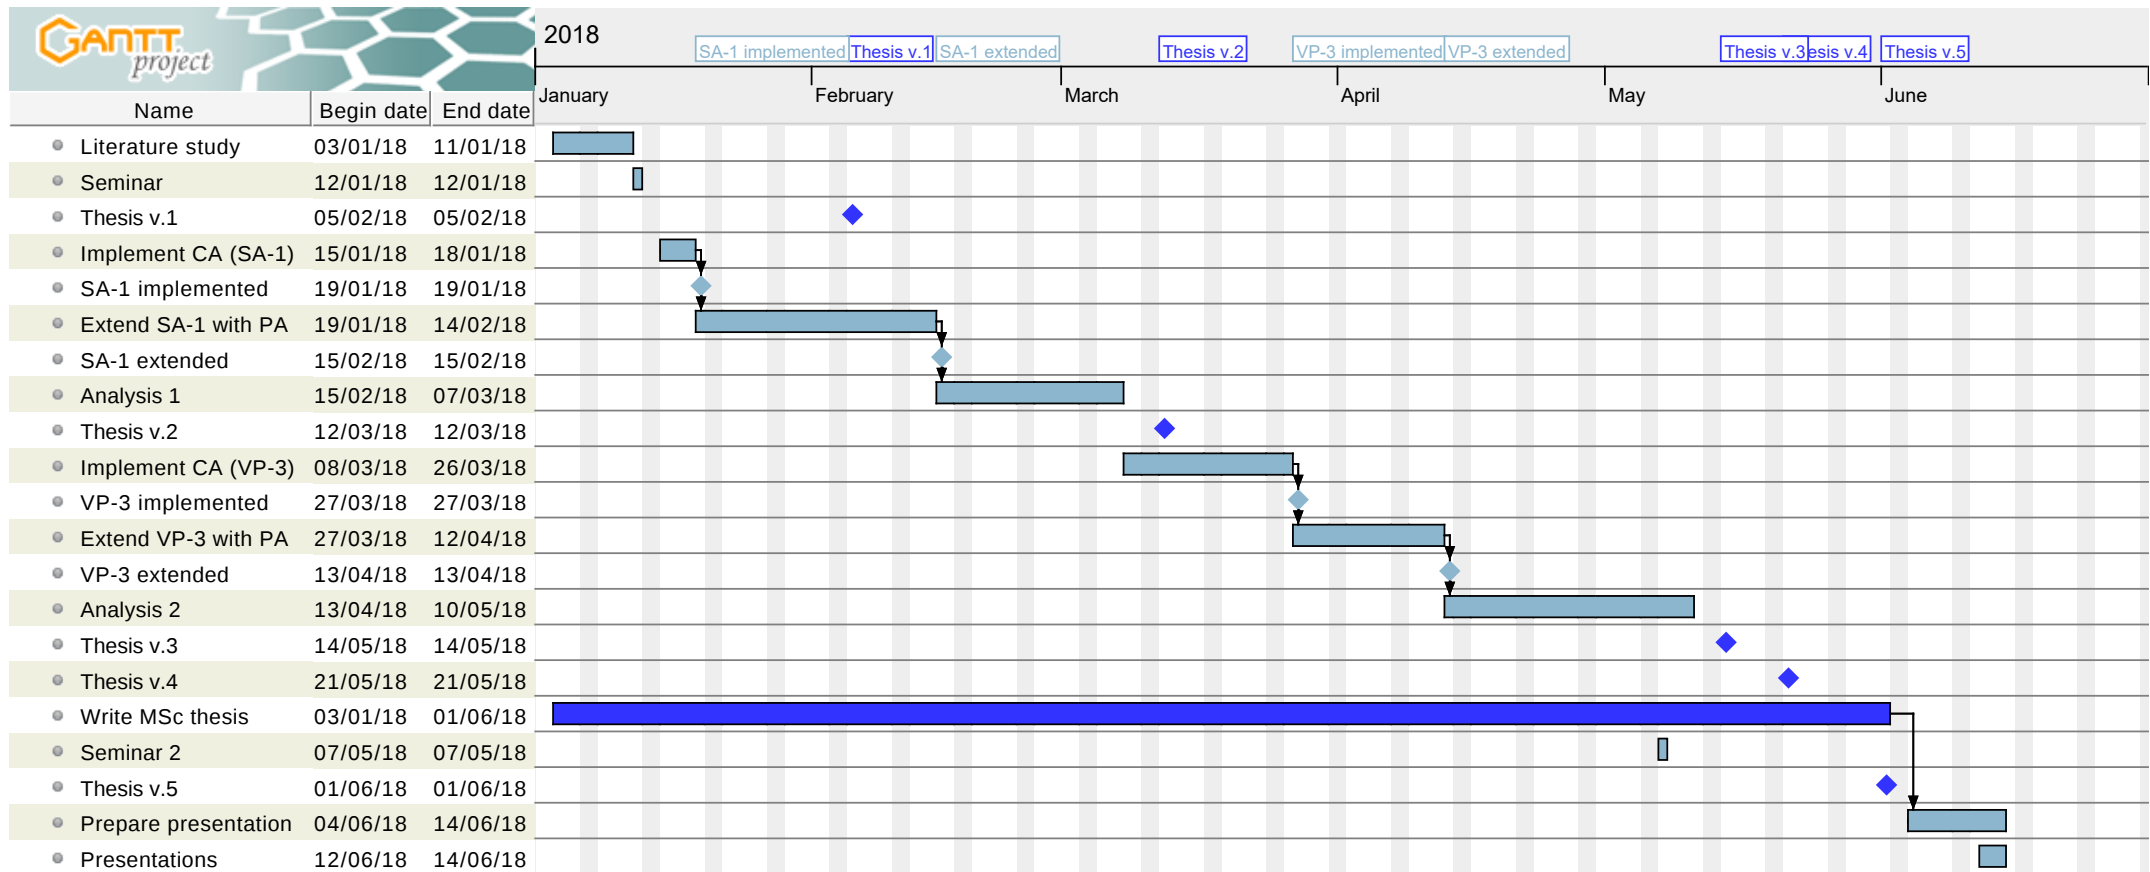 GANTT
project
2018
SA-1 implemented Thesis v.1 SA-1 extended Thesis v.2 VP-3 implemented VP-3 extended Thesis v.3 esis v.4 Thesis v.5
January February March April May June
Name Begin date End date
Literature study 03/01/18 11/01/18
Seminar 12/01/18 12/01/18
Thesis v.1 05/02/18 05/02/18
Implement CA (SA-1) 15/01/18 18/01/18
SA-1 implemented 19/01/18 19/01/18
Extend SA-1 with PA 19/01/18 14/02/18
SA-1 extended 15/02/18 15/02/18
Analysis 1 15/02/18 07/03/18
Thesis v.2 12/03/18 12/03/18
Implement CA (VP-3) 08/03/18 26/03/18
VP-3 implemented 27/03/18 27/03/18
Extend VP-3 with PA 27/03/18 12/04/18
VP-3 extended 13/04/18 13/04/18
Analysis 2 13/04/18 10/05/18
Thesis v.3 14/05/18 14/05/18
Thesis v.4 21/05/18 21/05/18
Write MSc thesis 03/01/18 01/06/18
Seminar 2 07/05/18 07/05/18
Thesis v.5 01/06/18 01/06/18
Prepare presentation 04/06/18 14/06/18
Presentations 12/06/18 14/06/18